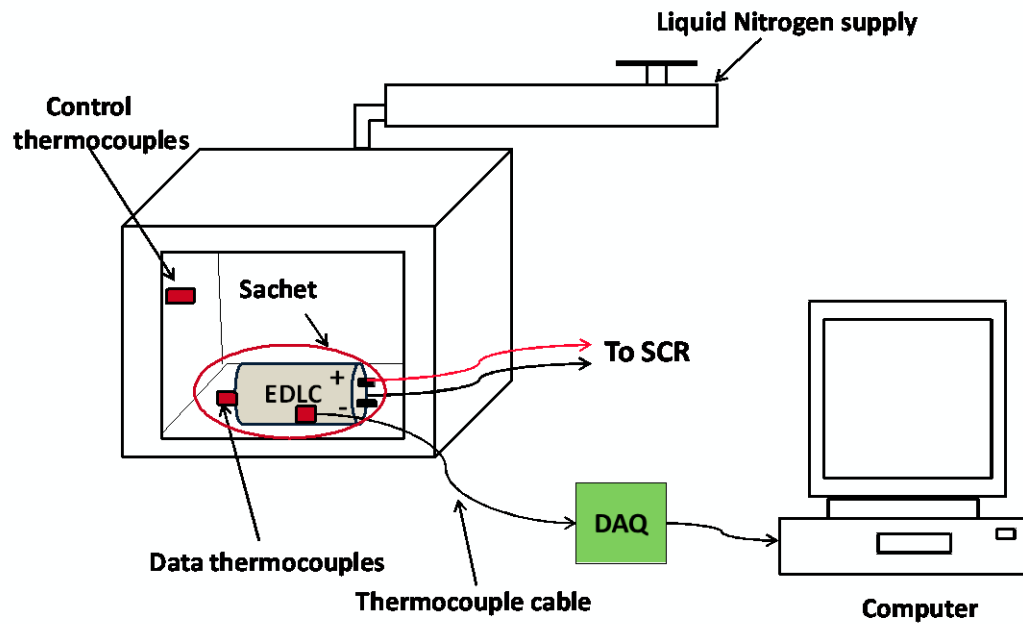 Liquid Nitrogen supply
Control
thermocouples
Sachet
To SCR
+
EDLC
-
DAQ
Data thermocouples
Thermocouple cable
Computer